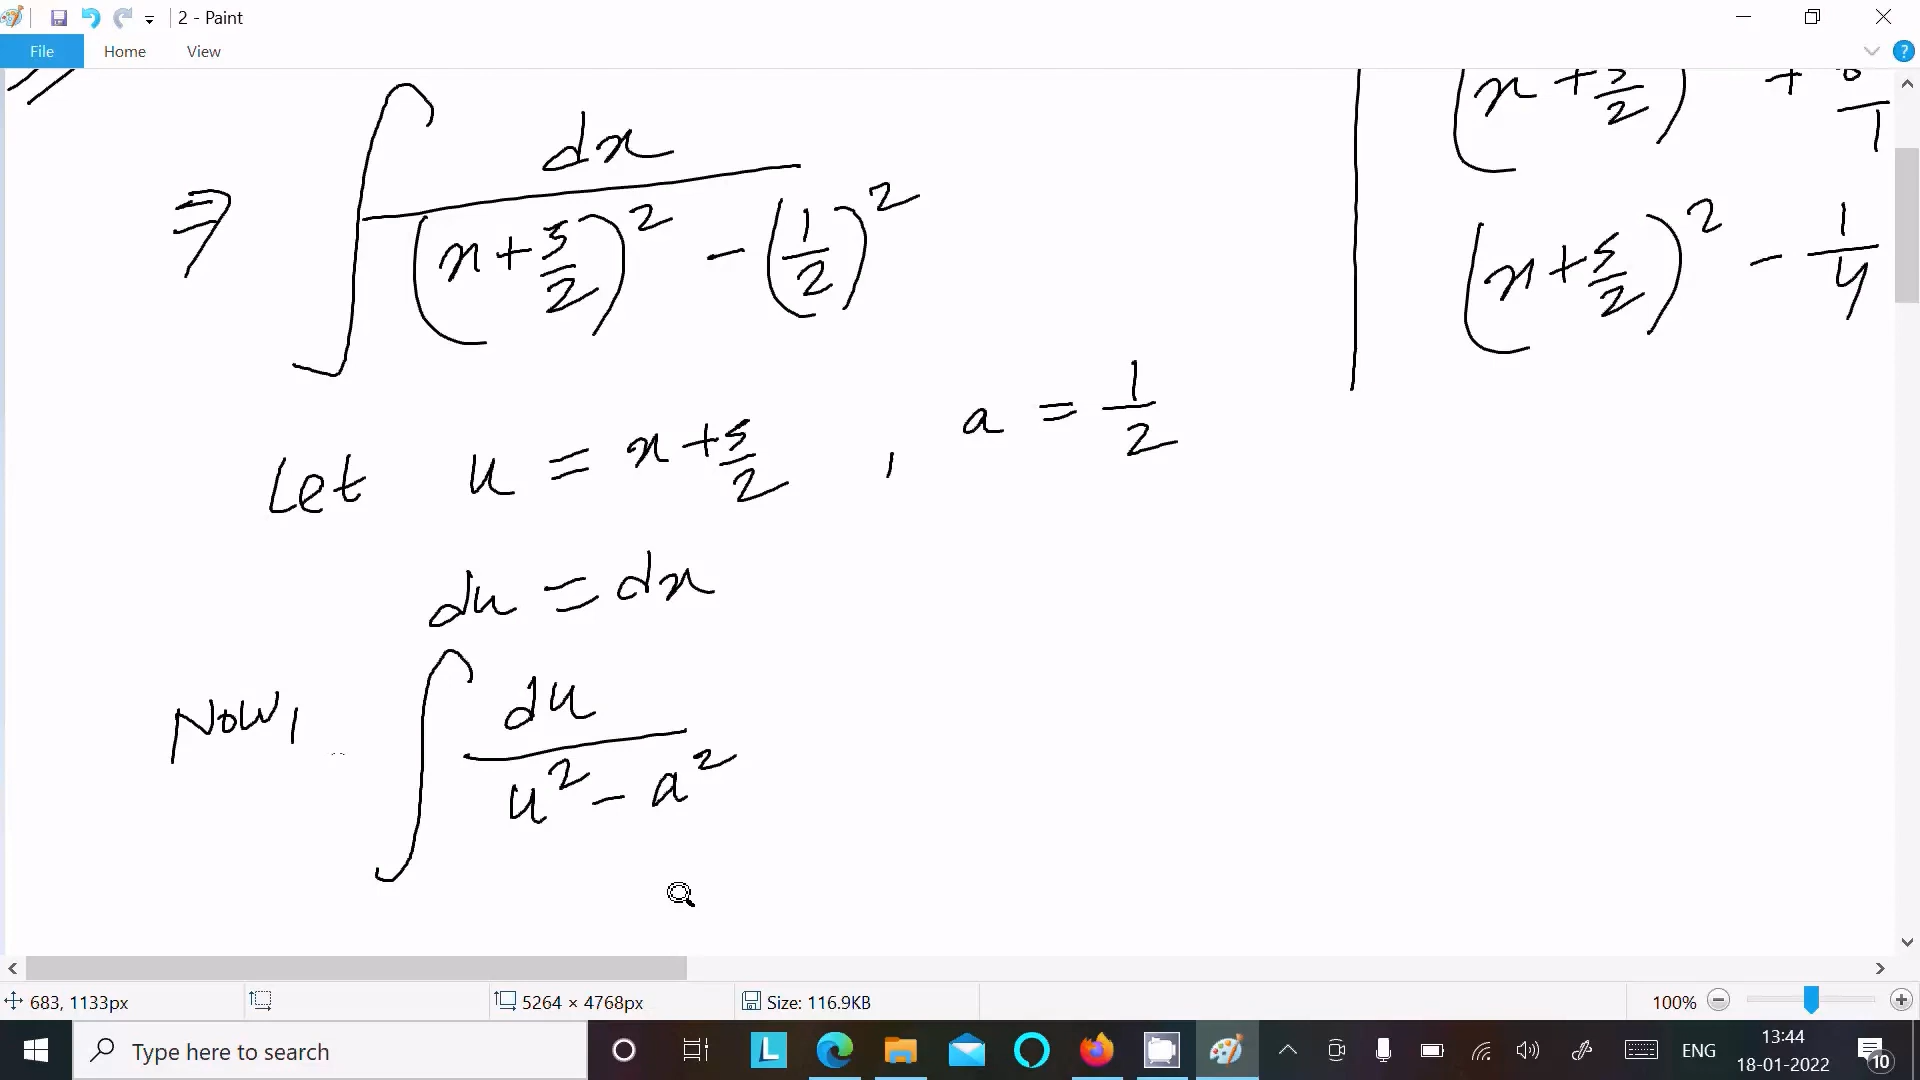 2 - Paint
File Home View
⇒ ∫ dx / (x + 5/2)² - (1/2)²
(x + 5/2) +
(x + 5/2)² - 1/4
Let u = x + 5/2 , a = 1/2
du = dx
Now, ∫ du / u² - a²
683, 1133px 5264 × 4768px Size: 116.9KB 100%
Type here to search ENG 13:44
18-01-2022 10